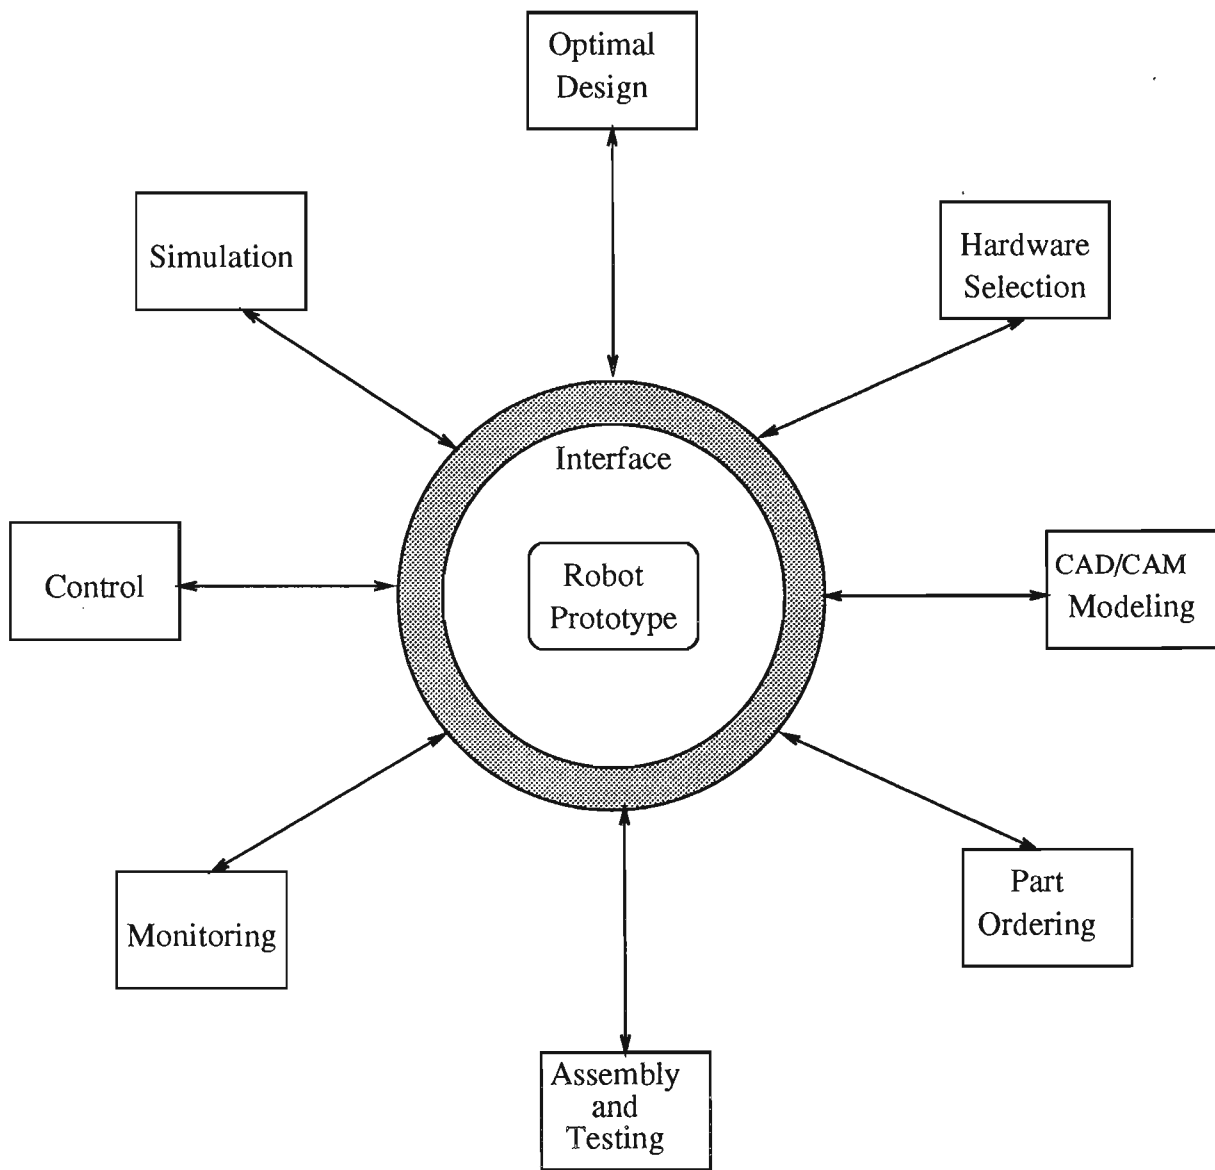 Optimal
Design
Simulation
Hardware
Selection
Interface
Control
Robot
Prototype
CAD/CAM
Modeling
Monitoring
Part
Ordering
Assembly
and
Testing